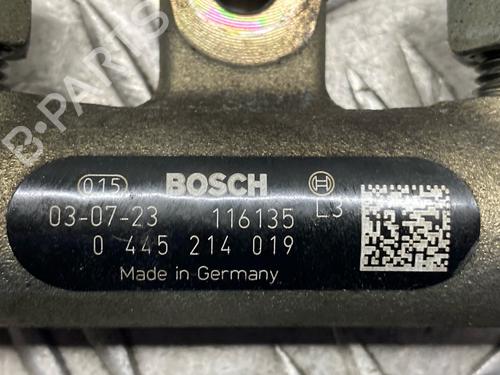 B-PARTS
015 BOSCH
03-07-23 116135 L3
0 445 214 019
Made in Germany